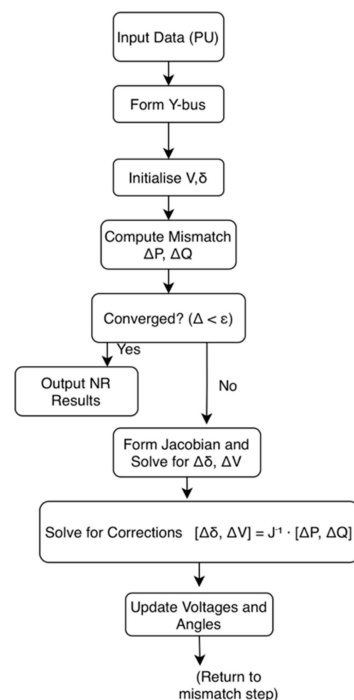 Input Data (PU)
Form Y-bus
Initialise V,δ
Compute Mismatch
ΔP, ΔQ
Converged? (Δ < ε)
Yes
Output NR
Results
No
Form Jacobian and
Solve for Δδ, ΔV
Solve for Corrections [Δδ, ΔV] = J⁻¹ · [ΔP, ΔQ]
Update Voltages and
Angles
(Return to
mismatch step)